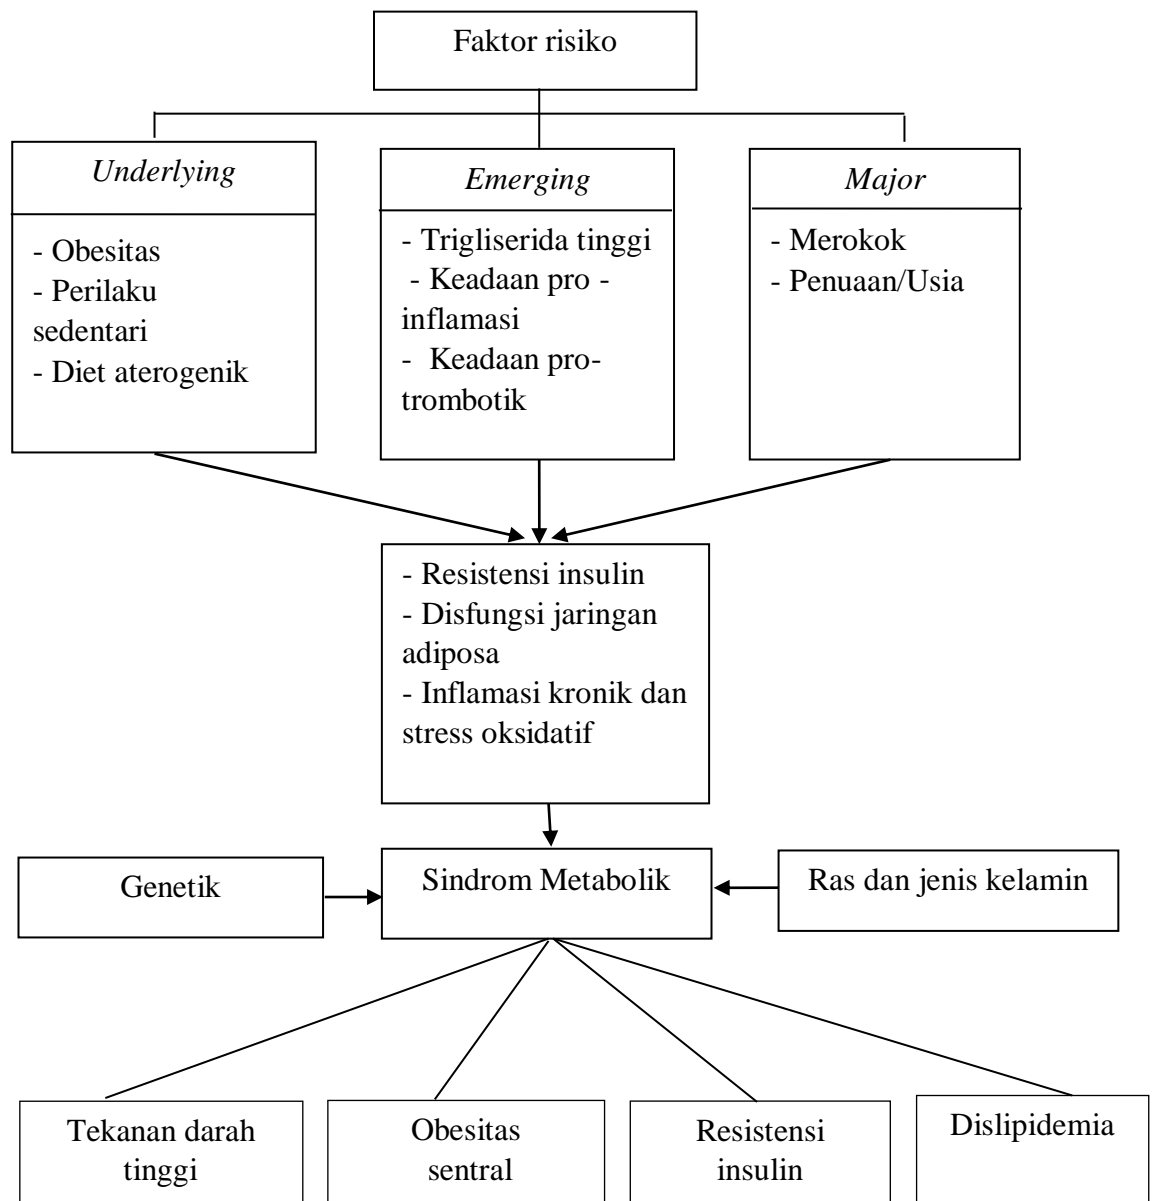 Faktor risiko
Underlying
- Obesitas
- Perilaku
sedentari
- Diet aterogenik
Emerging
- Trigliserida tinggi
- Keadaan pro -
inflamasi
- Keadaan pro-
trombotik
Major
- Merokok
- Penuaan/Usia
- Resistensi insulin
- Disfungsi jaringan
adiposa
- Inflamasi kronik dan
stress oksidatif
Genetik
Sindrom Metabolik
Ras dan jenis kelamin
Tekanan darah
tinggi
Obesitas
sentral
Resistensi
insulin
Dislipidemia